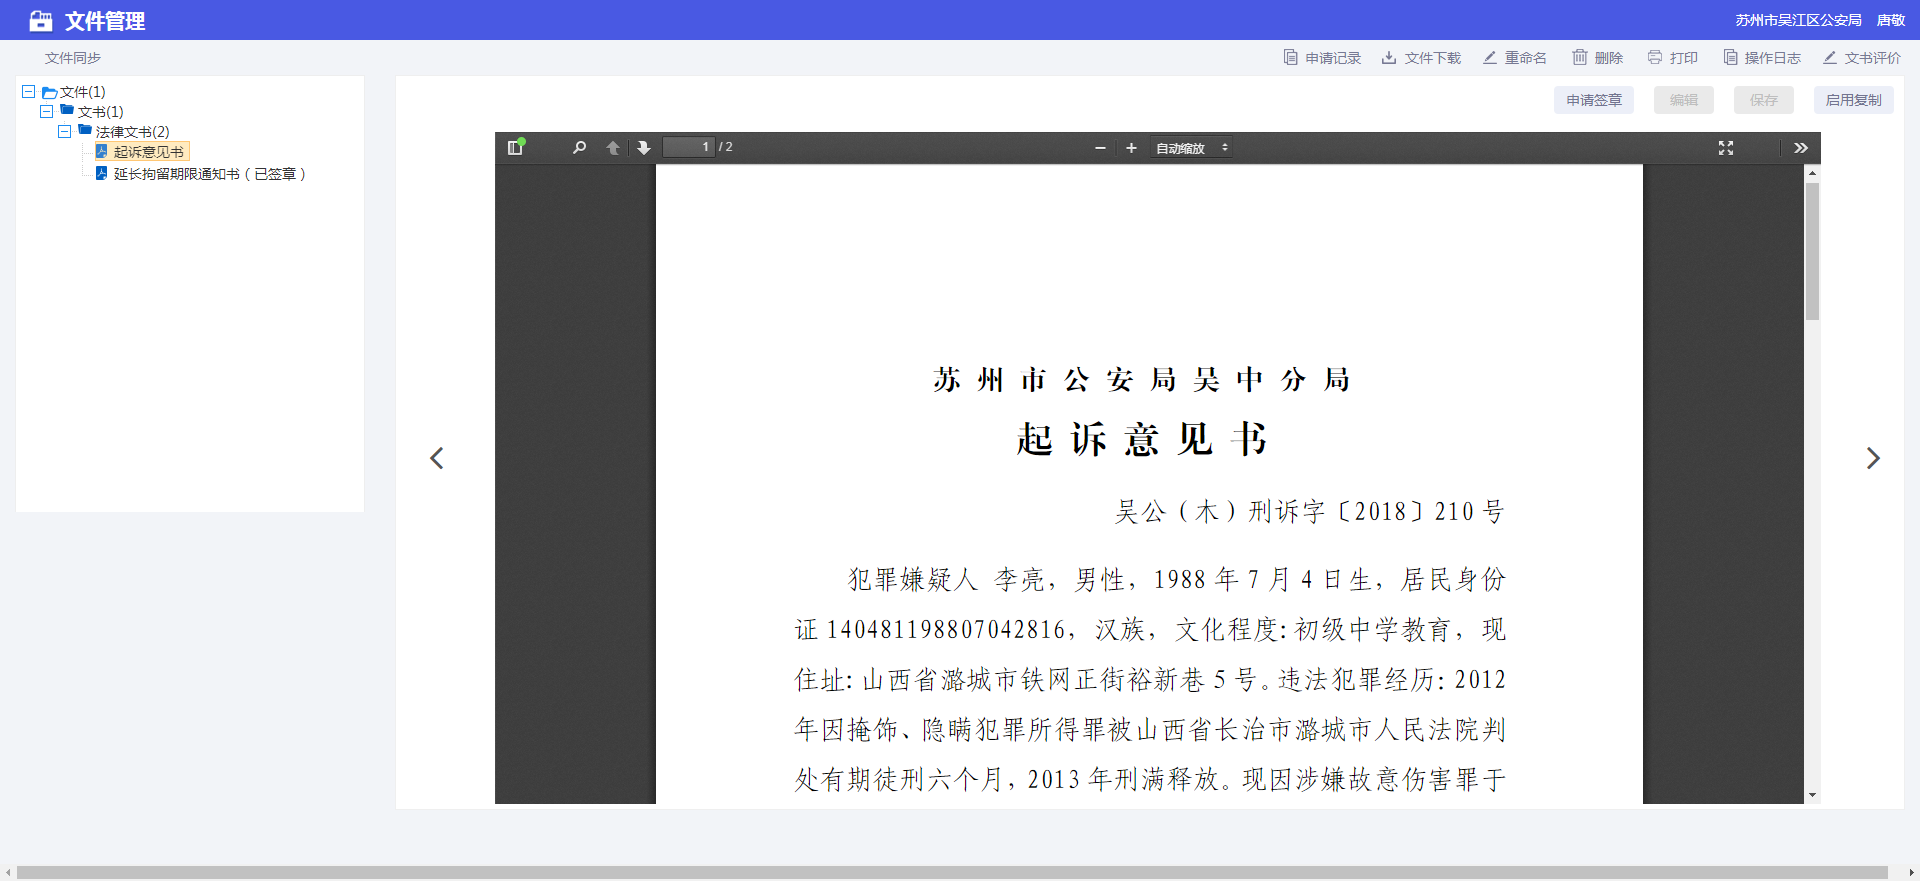 文件管理
苏州市吴江区公安局 唐敬
文件同步
申请记录 文件下载 重命名 删除 打印 操作日志 文书评价
文件(1)
文书(1)
法律文书(2)
起诉意见书
延长拘留期限通知书（已签章）
申请签章 编辑 保存 启用复制
1 / 2 自动缩放
苏州市公安局吴中分局
起诉意见书
吴公（木）刑诉字〔2018〕210 号
犯罪嫌疑人 李亮，男性，1988 年 7 月 4 日生，居民身份
证 140481198807042816，汉族，文化程度：初级中学教育，现
住址：山西省潞城市铁网正街裕新巷 5 号。违法犯罪经历：2012
年因掩饰、隐瞒犯罪所得罪被山西省长治市潞城市人民法院判
处有期徒刑六个月，2013 年刑满释放。现因涉嫌故意伤害罪于